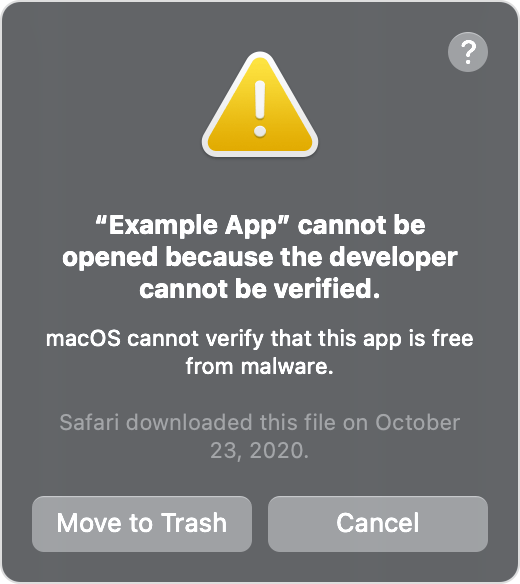 ?
“Example App” cannot be
opened because the developer
cannot be verified.
macOS cannot verify that this app is free
from malware.
Safari downloaded this file on October
23, 2020.
Move to Trash
Cancel